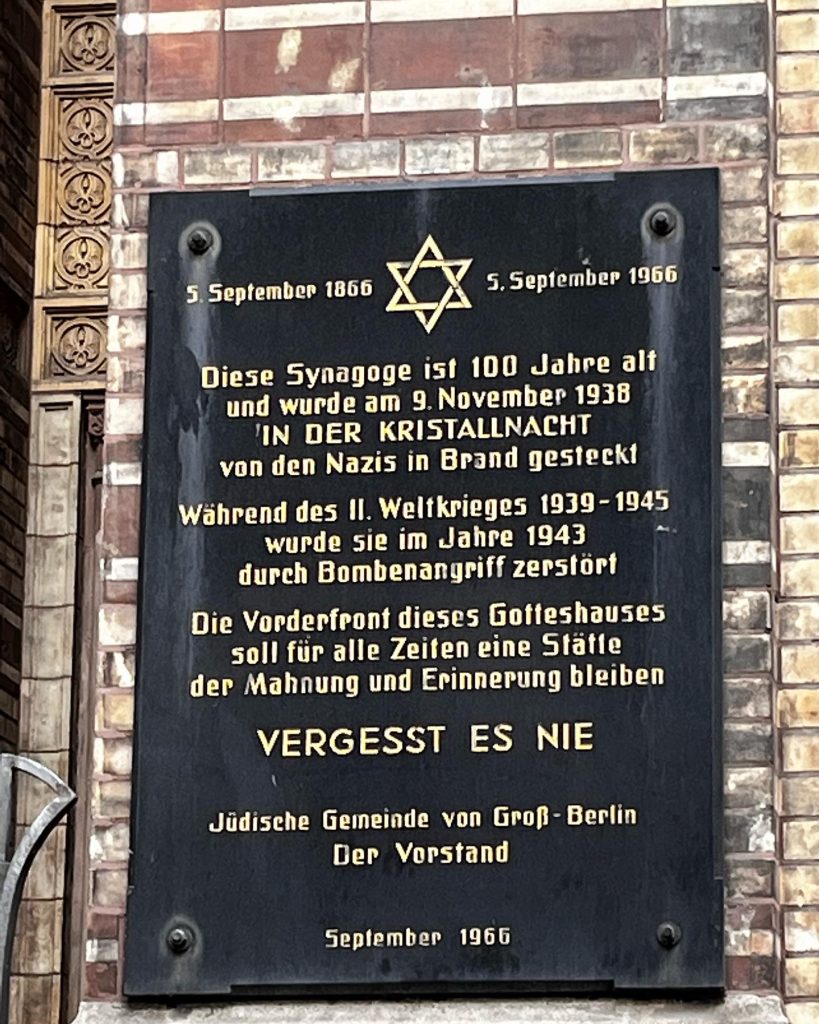 5. September 1866 5. September 1966
Diese Synagoge ist 100 Jahre alt
und wurde am 9. November 1938
IN DER KRISTALLNACHT
von den Nazis in Brand gesteckt
Während des II. Weltkrieges 1939-1945
wurde sie im Jahre 1943
durch Bombenangriff zerstört
Die Vorderfront dieses Gotteshauses
soll für alle Zeiten eine Stätte
der Mahnung und Erinnerung bleiben
VERGESST ES NIE
Jüdische Gemeinde von Groß-Berlin
Der Vorstand
September 1966